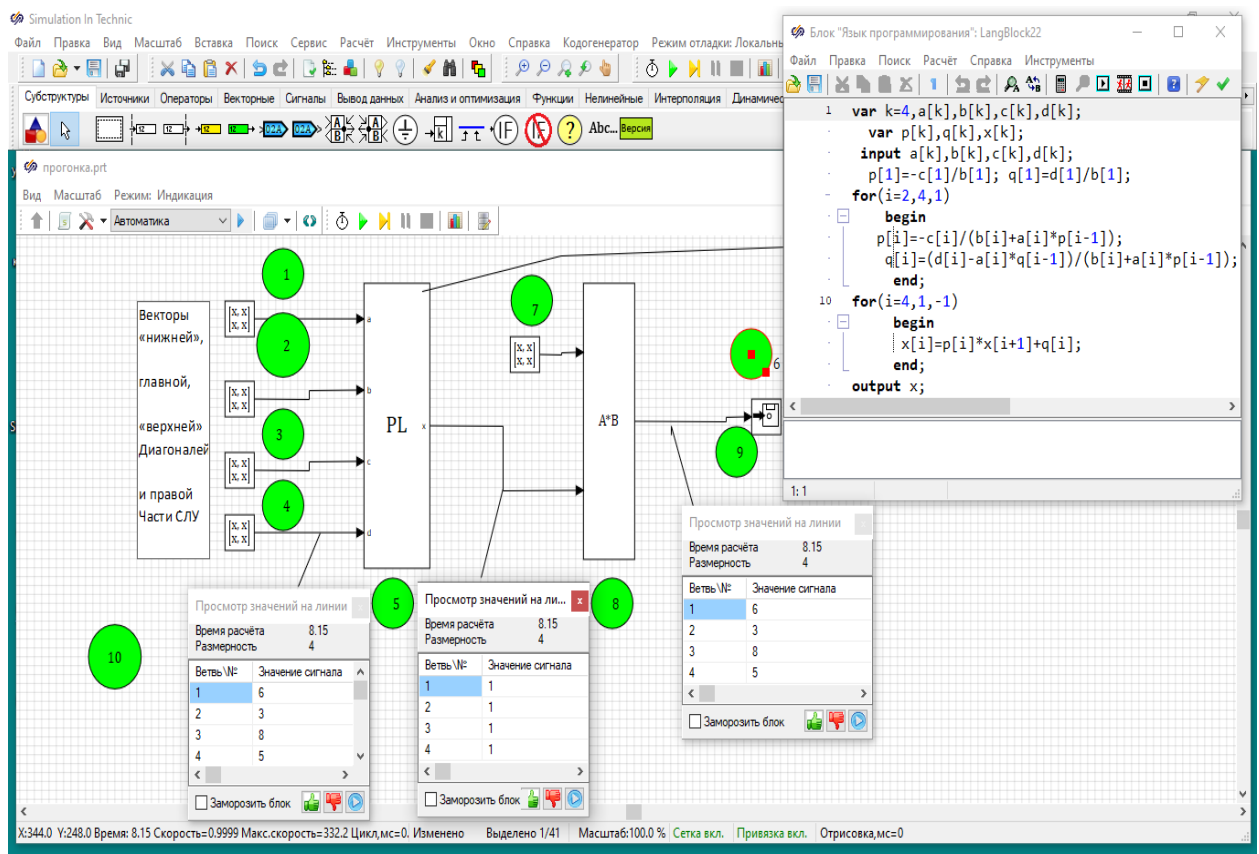 Simulation In Technic
Файл Правка Вид Масштаб Вставка Поиск Сервис Расчёт Инструменты Окно Справка Кодогенератор Режим отладки: Локальнь
Субструктуры Источники Операторы Векторные Сигналы Вывод данных Анализ и оптимизация Функции Нелинейные Интерполяция Динамичес
Abc... Версия
прогонка.prt
Вид Масштаб Режим: Индикация
Автоматика
Блок "Язык программирования": LangBlock22
Файл Правка Поиск Расчёт Справка Инструменты
1 var k=4,a[k],b[k],c[k],d[k];
var p[k],q[k],x[k];
input a[k],b[k],c[k],d[k];
p[1]=-c[1]/b[1]; q[1]=d[1]/b[1];
for(i=2,4,1)
begin
p[i]=-c[i]/(b[i]+a[i]*p[i-1]);
q[i]=(d[i]-a[i]*q[i-1])/(b[i]+a[i]*p[i-1]);
end;
10 for(i=4,1,-1)
begin
x[i]=p[i]*x[i+1]+q[i];
end;
output x;
1: 1
Векторы
«нижней»,
главной,
«верхней»
Диагоналей
и правой
Части СЛУ
1
2
3
4
5
6
7
8
9
10
a
b
c
d
PL
x
A*B
Просмотр значений на линии
Время расчёта 8.15
Размерность 4
Ветвь\№ Значение сигнала
1 6
2 3
3 8
4 5
Заморозить блок
Просмотр значений на ли...
Время расчёта 8.15
Размерность 4
Ветвь\№ Значение сигнала
1 1
2 1
3 1
4 1
Заморозить блок
Просмотр значений на линии
Время расчёта 8.15
Размерность 4
Ветвь\№ Значение сигнала
1 6
2 3
3 8
4 5
Заморозить блок
X:344.0 Y:248.0 Время: 8.15 Скорость=0.9999 Макс.скорость=332.2 Цикл,мс=0. Изменено Выделено 1/41 Масштаб:100.0 % Сетка вкл. Привязка вкл. Отрисовка,мс=0